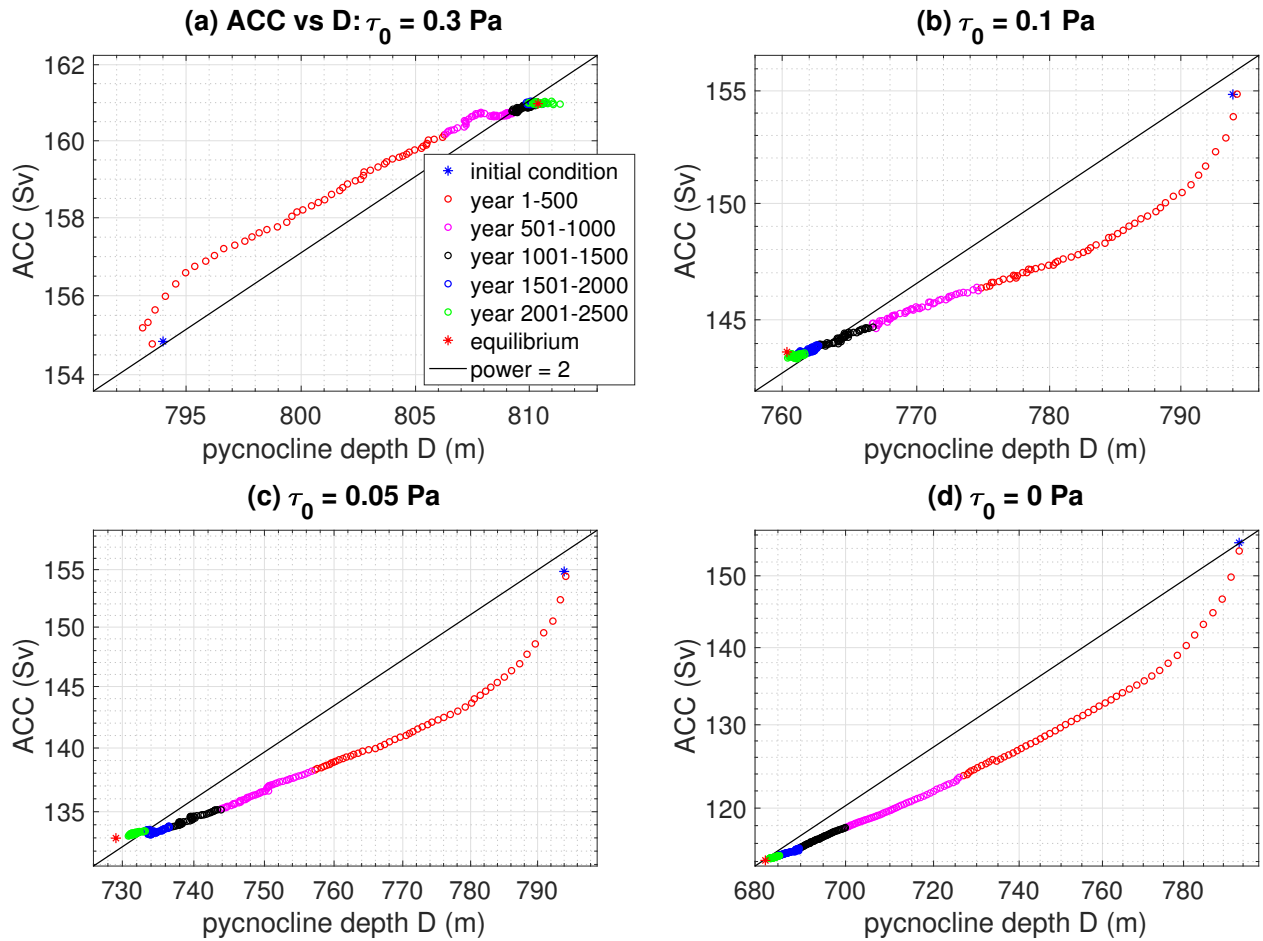 (a) ACC vs D: τ0 = 0.3 Pa
162
160
158
156
154
ACC (Sv)
795
800
805
810
pycnocline depth D (m)
initial condition
year 1-500
year 501-1000
year 1001-1500
year 1501-2000
year 2001-2500
equilibrium
power = 2
(b) τ0 = 0.1 Pa
155
150
145
ACC (Sv)
760
770
780
790
pycnocline depth D (m)
(c) τ0 = 0.05 Pa
155
150
145
140
135
ACC (Sv)
730
740
750
760
770
780
790
pycnocline depth D (m)
(d) τ0 = 0 Pa
150
140
130
120
ACC (Sv)
680
700
720
740
760
780
pycnocline depth D (m)